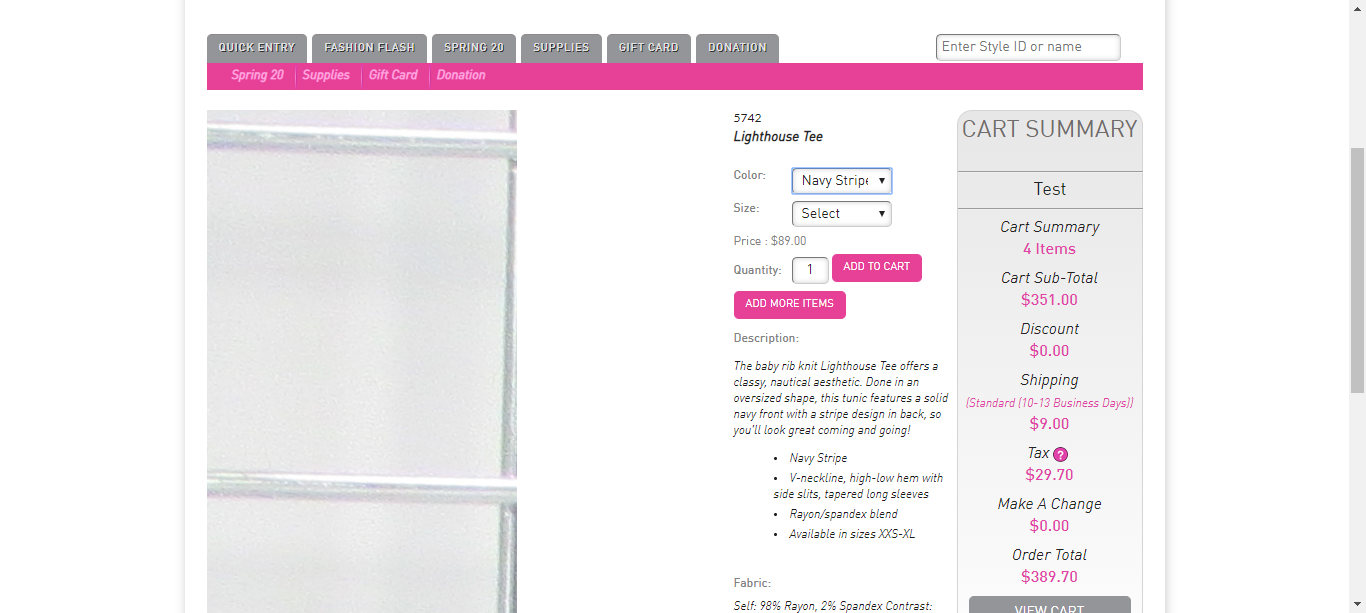 QUICK ENTRY
FASHION FLASH
SPRING 20
SUPPLIES
GIFT CARD
DONATION
Enter Style ID or name
Spring 20
Supplies
Gift Card
Donation
5742
Lighthouse Tee
Color:
Navy Stripe
Size:
Select
Price : $89.00
Quantity:
1
ADD TO CART
ADD MORE ITEMS
Description:
The baby rib knit Lighthouse Tee offers a
classy, nautical aesthetic. Done in an
oversized shape, this tunic features a solid
navy front with a stripe design in back, so
you'll look great coming and going!
• Navy Stripe
• V-neckline, high-low hem with
side slits, tapered long sleeves
• Rayon/spandex blend
• Available in sizes XXS-XL
Fabric:
Self: 98% Rayon, 2% Spandex Contrast:
CART SUMMARY
Test
Cart Summary
4 Items
Cart Sub-Total
$351.00
Discount
$0.00
Shipping
(Standard (10-13 Business Days))
$9.00
Tax ?
$29.70
Make A Change
$0.00
Order Total
$389.70
VIEW CART